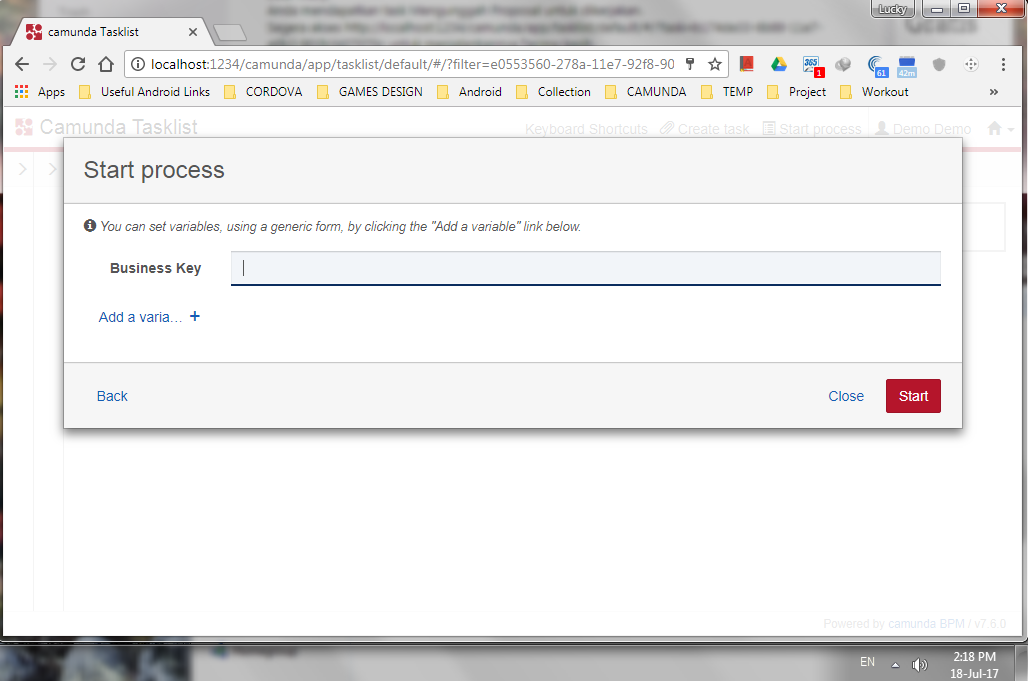 Lucky
camunda Tasklist
localhost:1234/camunda/app/tasklist/default/#/?filter=e0553560-278a-11e7-92f8-90
365 1 61 42m
Apps Useful Android Links CORDOVA GAMES DESIGN Android Collection CAMUNDA TEMP Project Workout »
Camunda Tasklist Keyboard Shortcuts Create task Start process Demo Demo
Start process
You can set variables, using a generic form, by clicking the "Add a variable" link below.
Business Key
Add a varia... +
Back Close Start
Powered by camunda BPM / v7.6.0
EN 2:18 PM
18-Jul-17